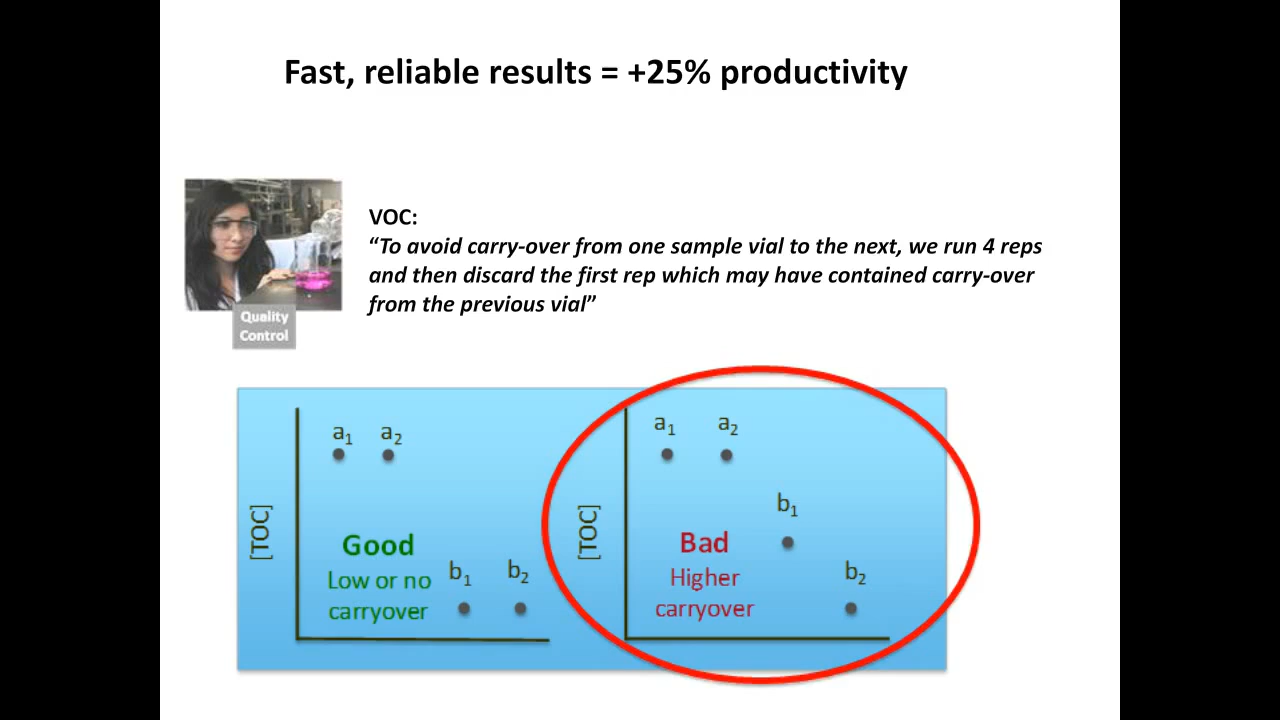 Fast, reliable results = +25% productivity
VOC:
“To avoid carry-over from one sample vial to the next, we run 4 reps
and then discard the first rep which may have contained carry-over
from the previous vial”
Quality
Control
[TOC]
a1 a2
Good
Low or no
carryover
b1 b2
[TOC]
a1 a2
b1
Bad
Higher
carryover
b2